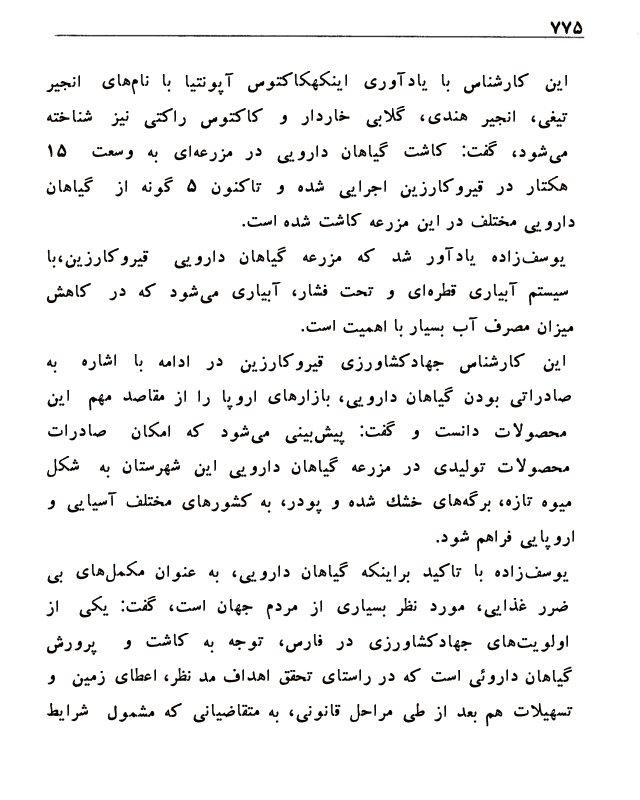 ۷۷۵
این کارشناس با یادآوری اینکهکاکتوس آپونتیا با نام‌های انجیر
تیغی، انجیر هندی، گلابی خاردار و کاکتوس راکتی نیز شناخته
می‌شود، گفت: کاشت گیاهان دارویی در مزرعه‌ای به وسعت ۱۵
هکتار در قیروکارزین اجرایی شده و تاکنون ۵ گونه از گیاهان
دارویی مختلف در این مزرعه کاشت شده است.
یوسف‌زاده یادآور شد که مزرعه گیاهان دارویی قیروکارزین،با
سیستم آبیاری قطره‌ای و تحت فشار، آبیاری می‌شود که در کاهش
میزان مصرف آب بسیار با اهمیت است.
این کارشناس جهادکشاورزی قیروکارزین در ادامه با اشاره به
صادراتی بودن گیاهان دارویی، بازارهای اروپا را از مقاصد مهم این
محصولات دانست و گفت: پیش‌بینی می‌شود که امکان صادرات
محصولات تولیدی در مزرعه گیاهان دارویی این شهرستان به شکل
میوه تازه، برگه‌های خشك شده و پودر، به کشورهای مختلف آسیایی و
اروپایی فراهم شود.
یوسف‌زاده با تاکید براینکه گیاهان دارویی، به عنوان مکمل‌های بی
ضرر غذایی، مورد نظر بسیاری از مردم جهان است، گفت: یکی از
اولویت‌های جهادکشاورزی در فارس، توجه به کاشت و پرورش
گیاهان داروئی است که در راستای تحقق اهداف مد نظر، اعطای زمین و
تسهیلات هم بعد از طی مراحل قانونی، به متقاضیانی که مشمول شرایط